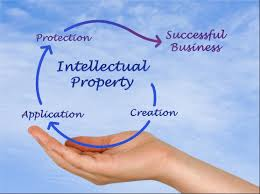 Protection
Successful
Business
Intellectual
Property
Application
Creation